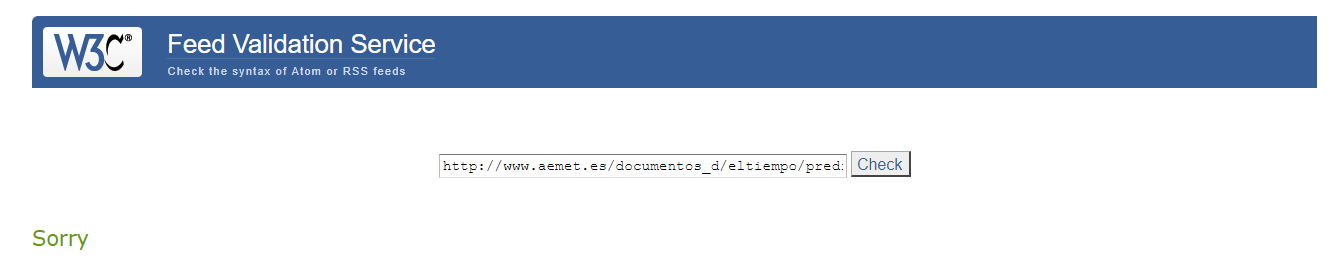 W3C®
Feed Validation Service
Check the syntax of Atom or RSS feeds
http://www.aemet.es/documentos_d/eltiempo/pred
Check
Sorry